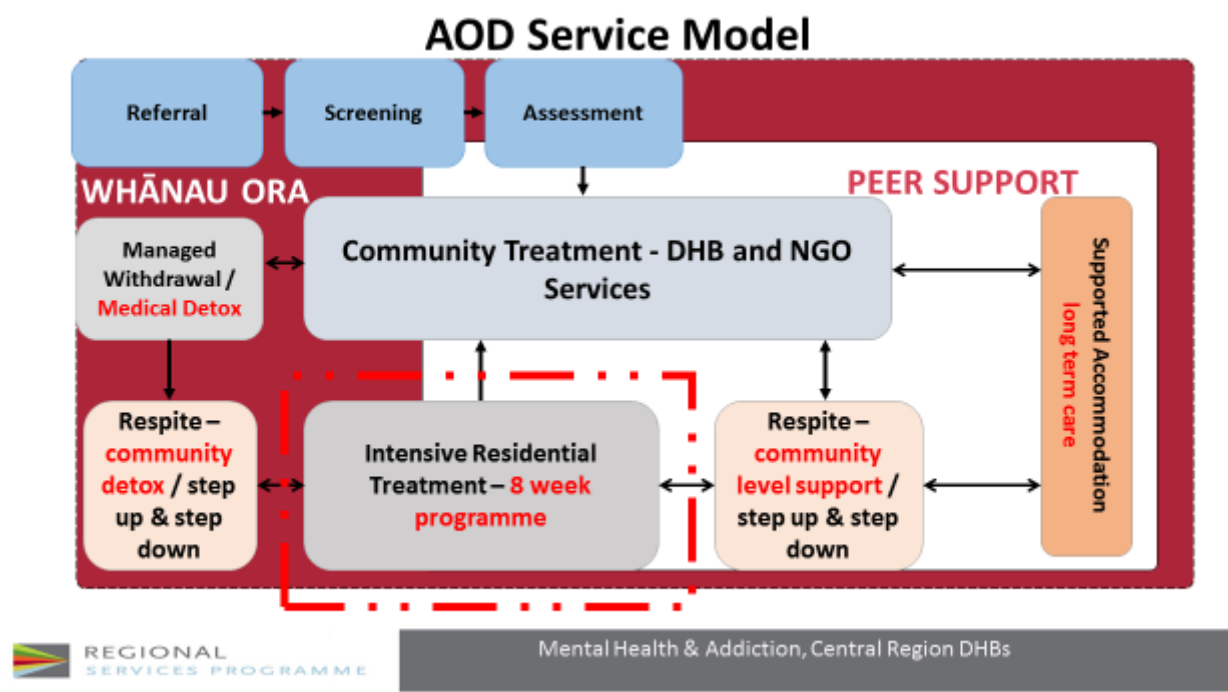 AOD Service Model
Referral
Screening
Assessment
WHĀNAU ORA
PEER SUPPORT
Managed
Withdrawal /
Medical Detox
Community Treatment - DHB and NGO
Services
Supported Accommodation
long term care
Respite –
community
detox / step
up & step
down
Intensive Residential
Treatment – 8 week
programme
Respite –
community
level support /
step up & step
down
REGIONAL
SERVICES PROGRAMME
Mental Health & Addiction, Central Region DHBs